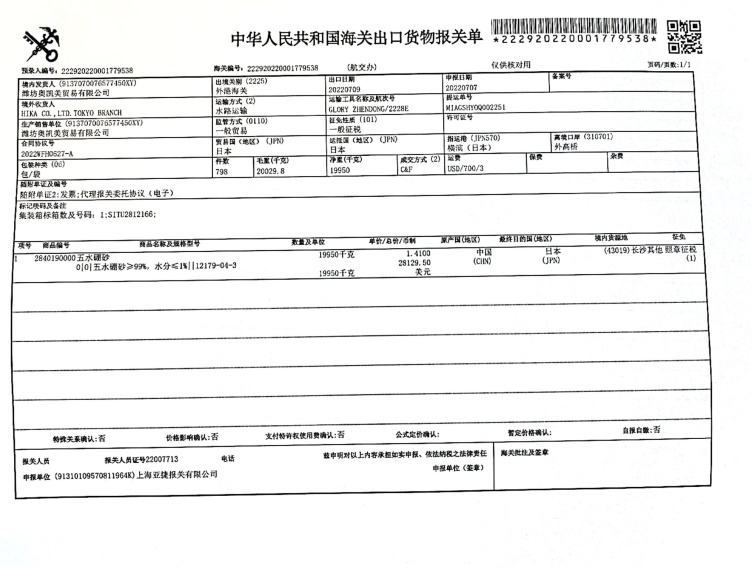 中华人民共和国海关出口货物报关单
*222920220001779538*
预录入编号：222920220001779538 海关编号：222920220001779538 (航交办) 仅供核对用 页码/页数:1/1
境内发货人 (9137070076577450XY) 出境关别 (2225) 出口日期 申报日期 备案号
潍坊奥凯美贸易有限公司 外港海关 20220709 20220707
境外收货人 运输方式 (2) 运输工具名称及航次号 提运单号
HIKA CO.,LTD.TOKYO BRANCH 水路运输 GLORY ZHENDONG/2228E MIAGSHYOQ002251
生产销售单位 (9137070076577450XY) 监管方式 (0110) 征免性质 (101) 许可证号
潍坊奥凯美贸易有限公司 一般贸易 一般征税
合同协议号 贸易国（地区） (JPN) 运抵国（地区） (JPN) 指运港 (JPN570) 离境口岸 (310701)
2022WFH0627-A 日本 日本 横滨（日本） 外高桥
包装种类 (06) 件数 毛重(千克) 净重(千克) 成交方式 (2) 运费 保费 杂费
包/袋 798 20029.8 19950 C&F USD/700/3
随附单证及编号
随附单证2:发票;代理报关委托协议（电子）
标记唛码及备注
集装箱标箱数及号码：1;SITU2812166;
项号 商品编号 商品名称及规格型号 数量及单位 单价/总价/币制 原产国(地区) 最终目的国(地区) 境内货源地 征免
1 2840190000 五水硼砂 19950千克 1.4100 中国 日本 (43019)长沙其他 照章征税
0|0|五水硼砂≥99%，水分≤1%||12179-04-3 28129.50 (CHN) (JPN) (1)
19950千克 美元
特殊关系确认:否 价格影响确认:否 支付特许权使用费确认:否 公式定价确认: 暂定价格确认: 自报自缴:否
报关人员 报关人员证号22007713 电话 兹申明对以上内容承担如实申报、依法纳税之法律责任 海关批注及签章
申报单位 (91310109570811964K)上海亚捷报关有限公司 申报单位（签章）